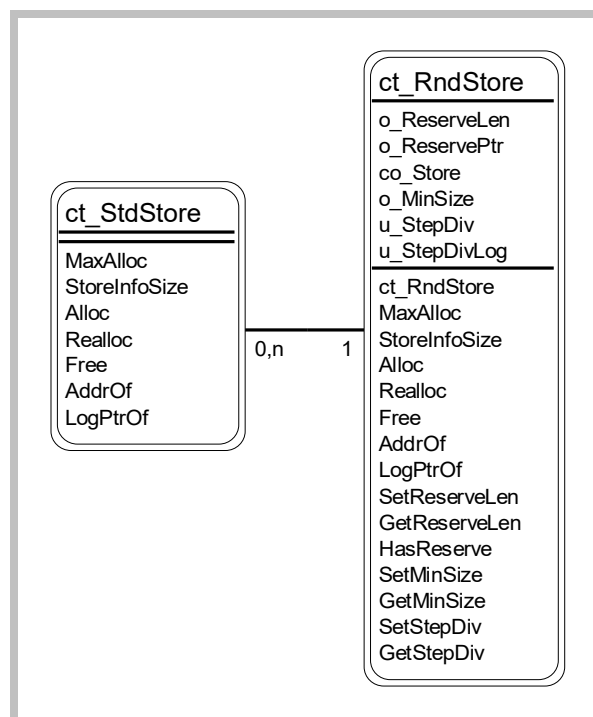 ct_StdStore
MaxAlloc
StoreInfoSize
Alloc
Realloc
Free
AddrOf
LogPtrOf
0,n
1
ct_RndStore
o_ReserveLen
o_ReservePtr
co_Store
o_MinSize
u_StepDiv
u_StepDivLog
ct_RndStore
MaxAlloc
StoreInfoSize
Alloc
Realloc
Free
AddrOf
LogPtrOf
SetReserveLen
GetReserveLen
HasReserve
SetMinSize
GetMinSize
SetStepDiv
GetStepDiv